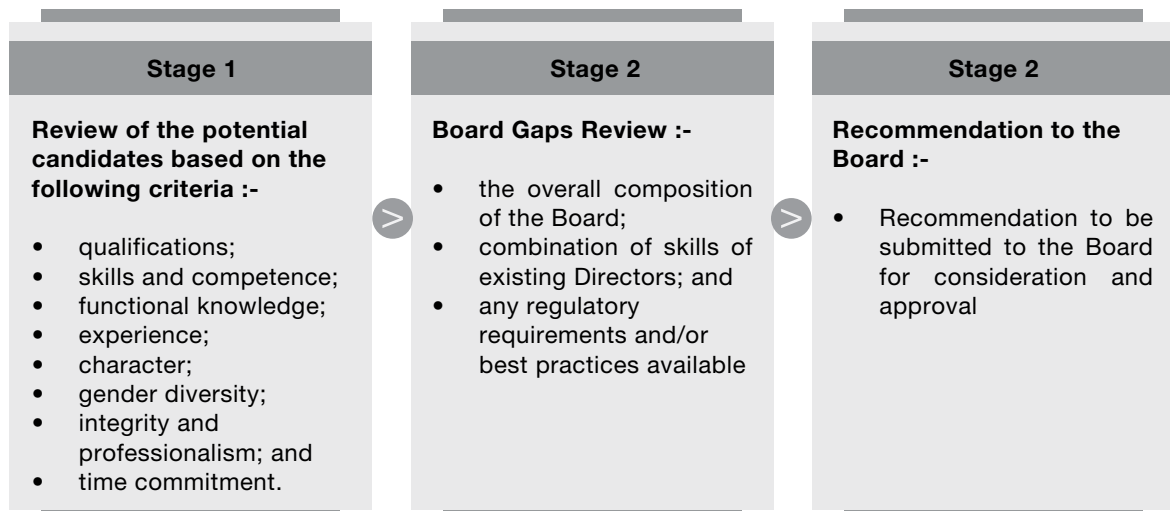 Stage 1
Review of the potential
candidates based on the
following criteria :-
• qualifications;
• skills and competence;
• functional knowledge;
• experience;
• character;
• gender diversity;
• integrity and
professionalism; and
• time commitment.
>
Stage 2
Board Gaps Review :-
• the overall composition
of the Board;
• combination of skills of
existing Directors; and
• any regulatory
requirements and/or
best practices available
>
Stage 2
Recommendation to the
Board :-
• Recommendation to be
submitted to the Board
for consideration and
approval